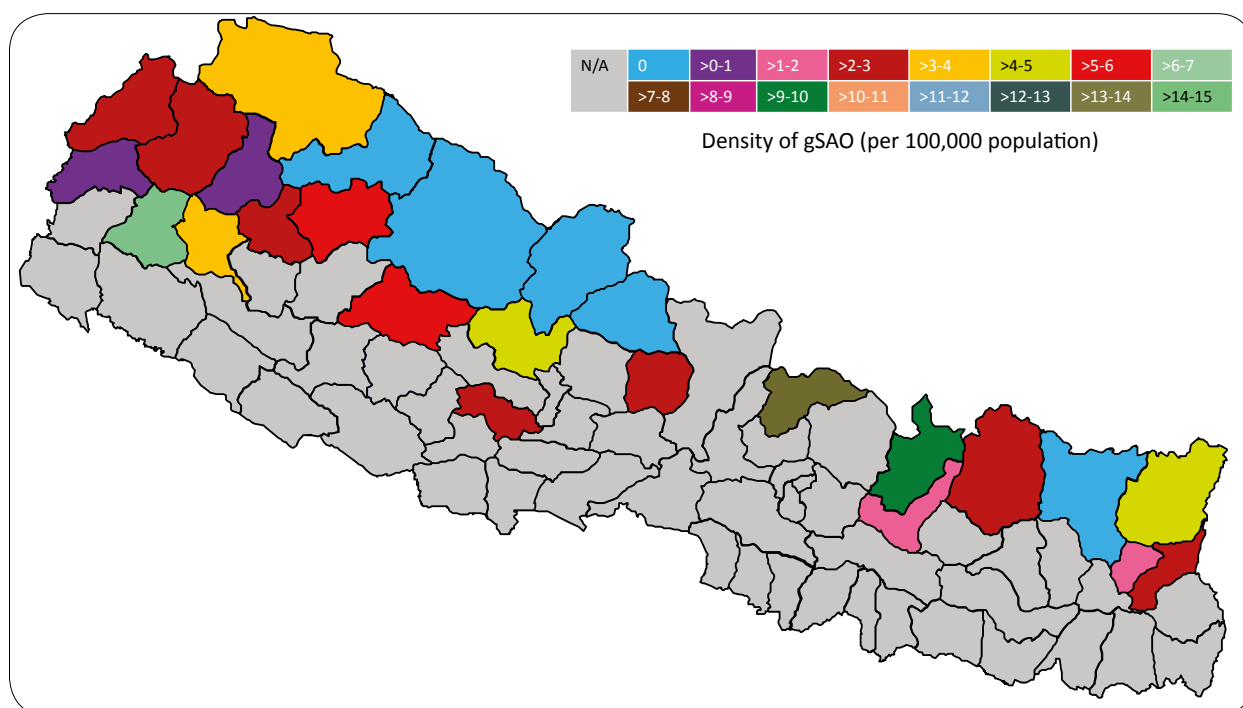 N/A 0 >0-1 >1-2 >2-3 >3-4 >4-5 >5-6 >6-7
>7-8 >8-9 >9-10 >10-11 >11-12 >12-13 >13-14 >14-15
Density of gSAO (per 100,000 population)